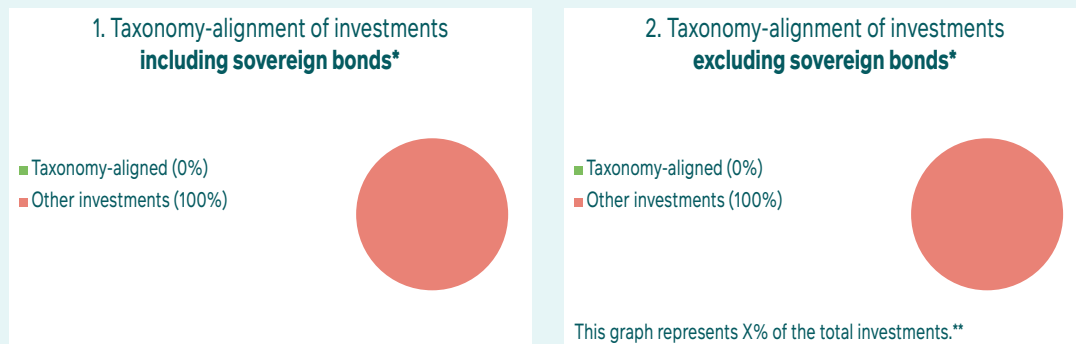 1. Taxonomy-alignment of investments
including sovereign bonds*
Taxonomy-aligned (0%)
Other investments (100%)
2. Taxonomy-alignment of investments
excluding sovereign bonds*
Taxonomy-aligned (0%)
Other investments (100%)
This graph represents X% of the total investments.**